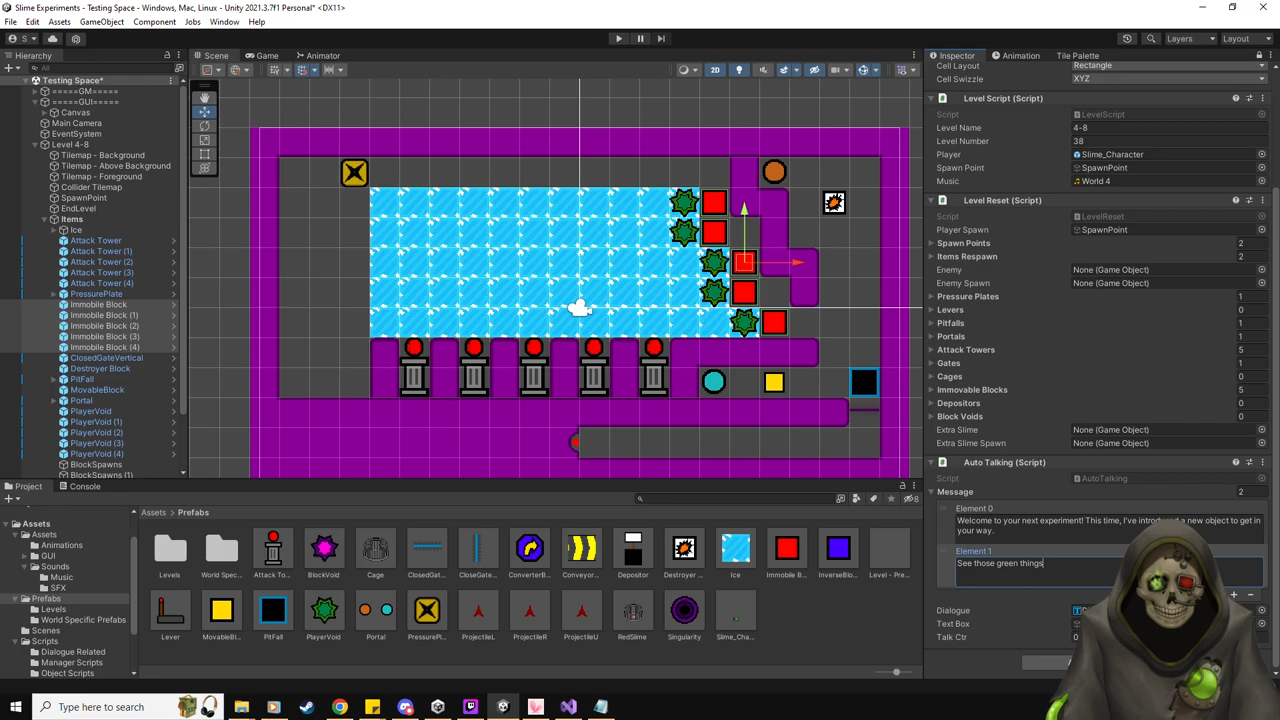 Slime Experiments - Testing Space - Windows, Mac, Linux - Unity 2021.3.7f1 Personal* <DX11>
File Edit Assets GameObject Component Jobs Window Help
S Layers Layout
Hierarchy Scene Game Animator Inspector Animation Tile Palette
All
2D
Testing Space*
=====GM=====
=====GUI=====
Canvas
Main Camera
EventSystem
Level 4-8
Tilemap - Background
Tilemap - Above Background
Tilemap - Foreground
Collider Tilemap
SpawnPoint
EndLevel
Items
Ice
Attack Tower
Attack Tower (1)
Attack Tower (2)
Attack Tower (3)
Attack Tower (4)
PressurePlate
Immobile Block
Immobile Block (1)
Immobile Block (2)
Immobile Block (3)
Immobile Block (4)
ClosedGateVertical
Destroyer Block
PitFall
MovableBlock
Portal
PlayerVoid
PlayerVoid (1)
PlayerVoid (2)
PlayerVoid (3)
PlayerVoid (4)
BlockSpawns
BlockSpawns (1)
Cell Layout Rectangle
Cell Swizzle XYZ
Level Script (Script)
Script LevelScript
Level Name 4-8
Level Number 38
Player Slime_Character
Spawn Point SpawnPoint
Music World 4
Level Reset (Script)
Script LevelReset
Player Spawn SpawnPoint
Spawn Points 2
Items Respawn 2
Enemy None (Game Object)
Enemy Spawn None (Game Object)
Pressure Plates 1
Levers 0
Pitfalls 1
Portals 1
Attack Towers 5
Gates 1
Cages 0
Immovable Blocks 5
Depositors 0
Block Voids 0
Extra Slime None (Game Object)
Extra Slime Spawn None (Game Object)
Auto Talking (Script)
Script AutoTalking
Message 2
Element 0
Welcome to your next experiment! This time, I've introduced a new object to get in
your way.
Element 1
See those green things
Dialogue
Text Box
Talk Ctr 0
Project Console
8
Assets
Assets
Animations
GUI
Sounds
Music
SFX
Prefabs
Levels
World Specific Prefabs
Scenes
Scripts
Dialogue Related
Manager Scripts
Object Scripts
Assets > Prefabs
Levels World Spec... Attack To... BlockVoid Cage ClosedGat... CloseGate... ConverterB... Conveyor... Depositor Destroyer ... Ice Immobile B... InverseBlo... Level - Pre...
Lever MovableBl... PitFall PlayerVoid Portal PressurePl... ProjectileL ProjectileR ProjectileU RedSlime Singularity Slime_Cha...
Type here to search